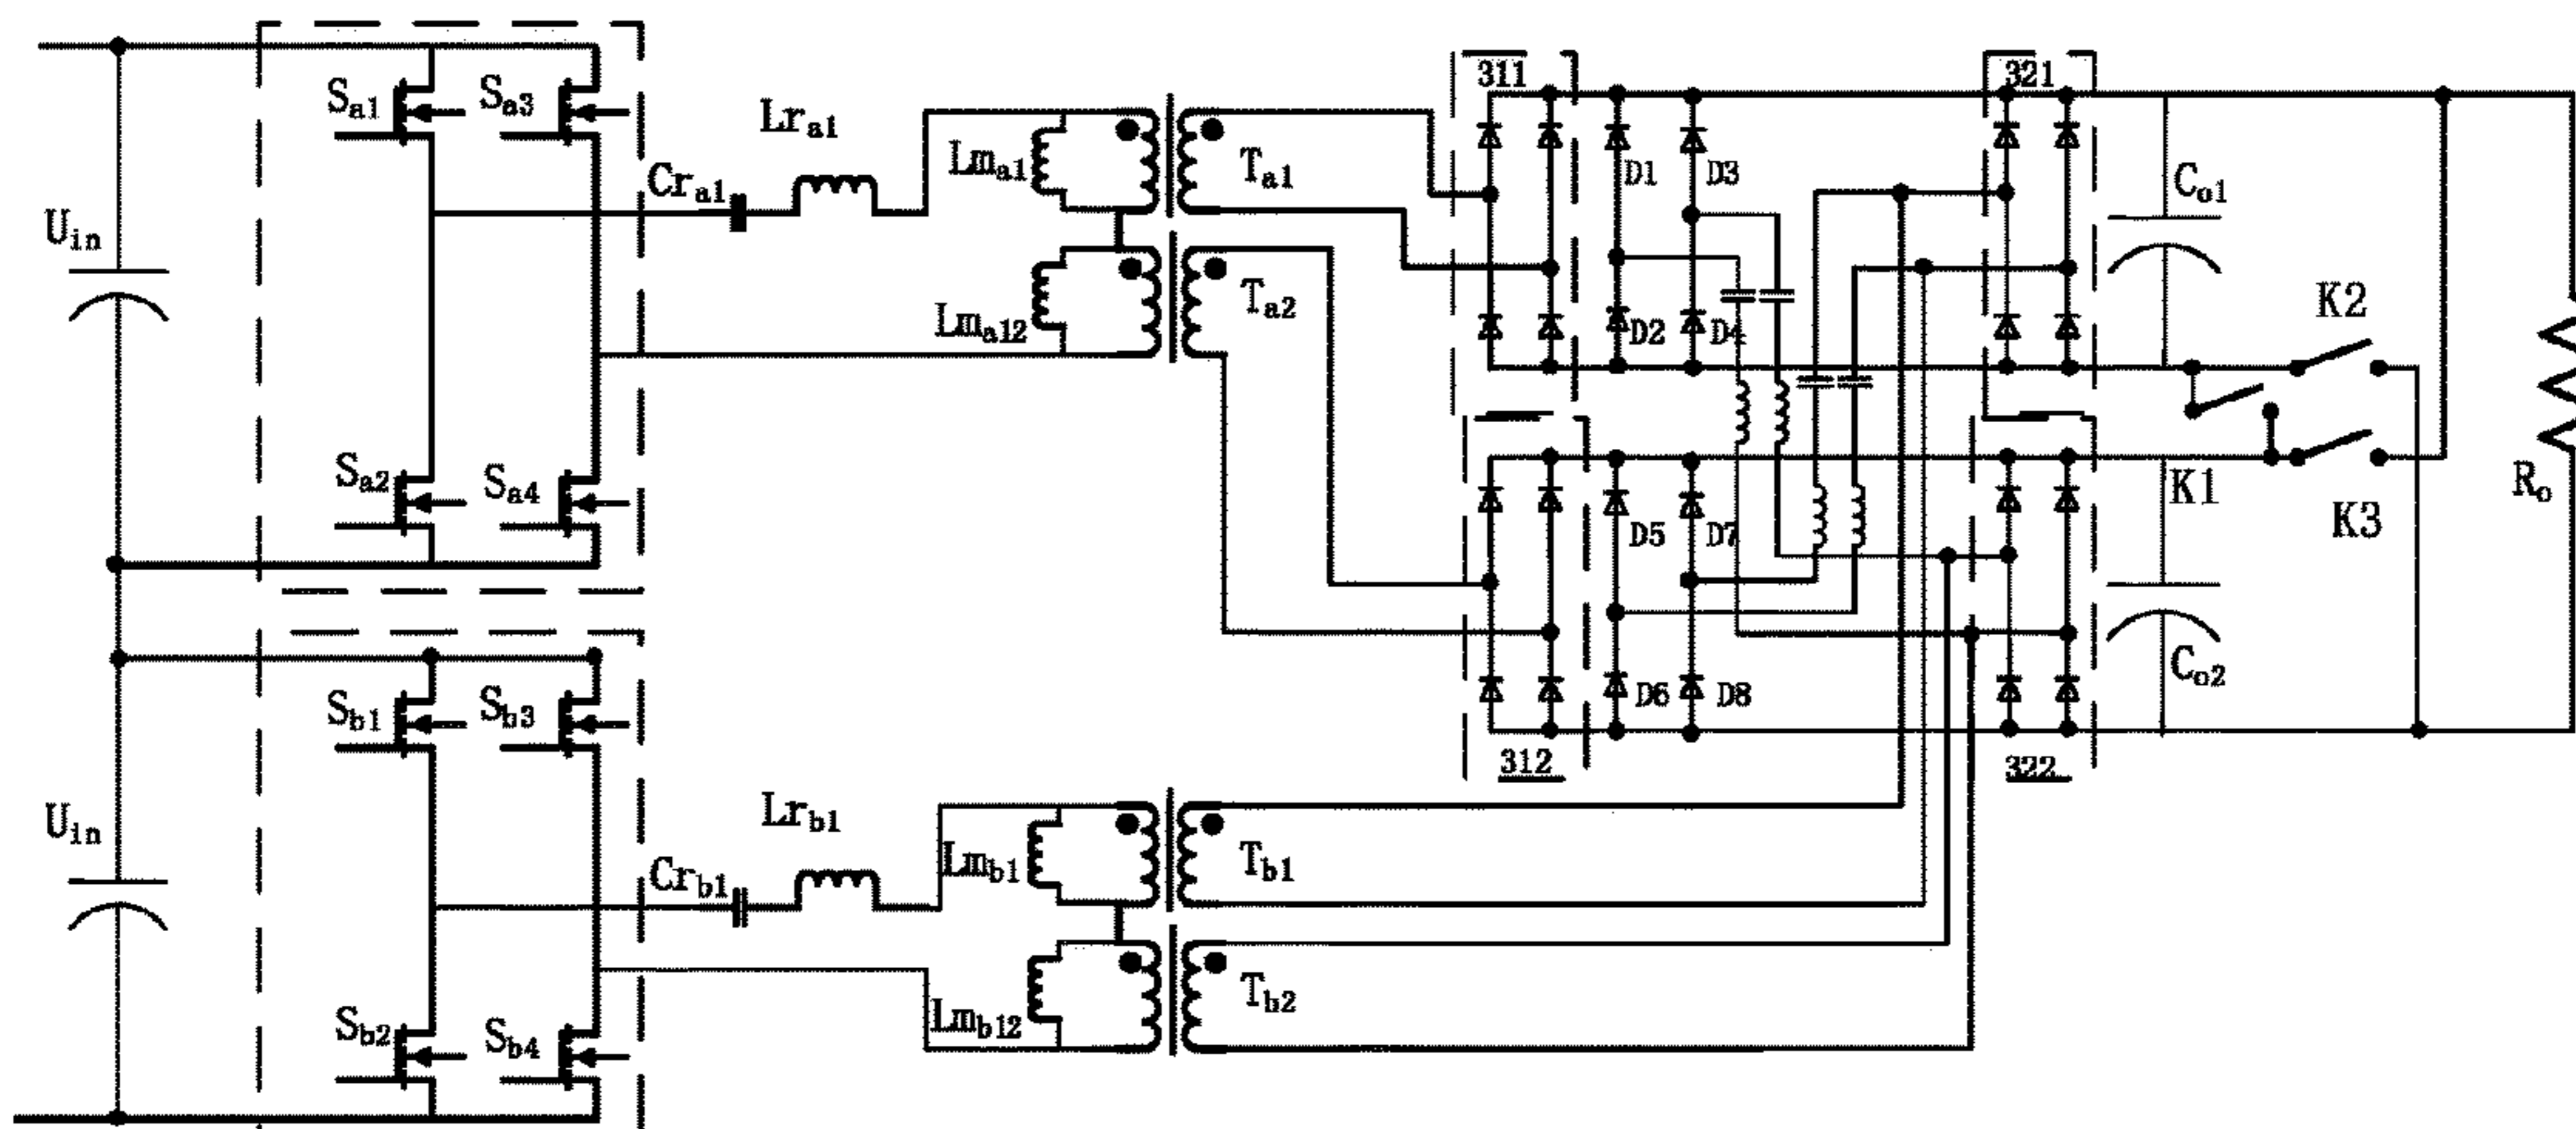 311
321
Sa1
Sa3
Lra1
Lma1
Ta1
D1
D3
Co1
Cra1
Uin
Lma12
Ta2
D2
D4
K2
Sa2
Sa4
D5
D7
K1
Ro
K3
Co2
Sb1
Sb3
D6
D8
312
322
Uin
Lrb1
Lmb1
Tb1
Crb1
Sb2
Sb4
Lmb12
Tb2